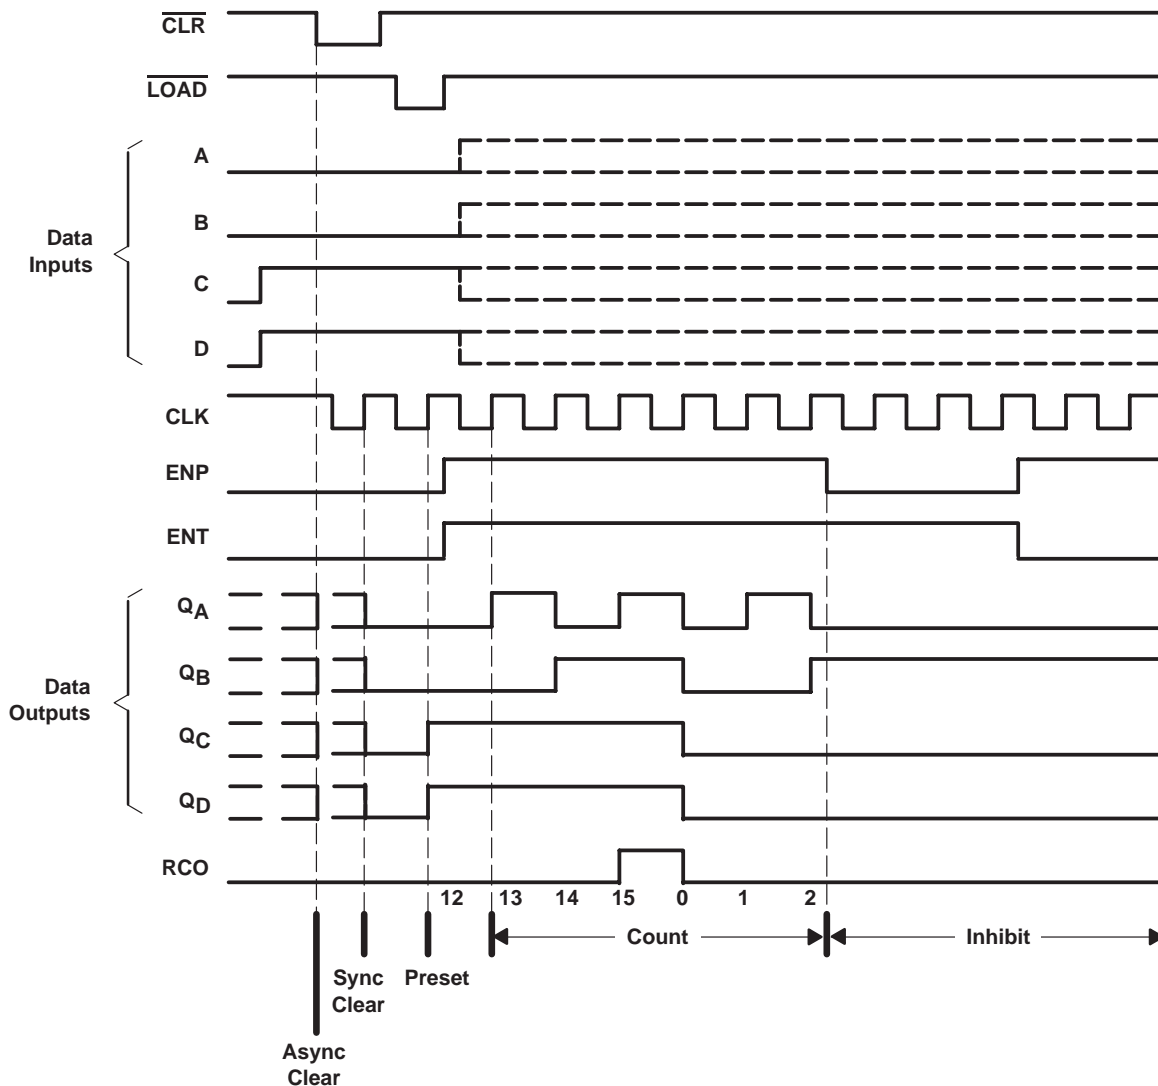 CLR
LOAD
A
B
Data
Inputs
C
D
CLK
ENP
ENT
QA
QB
Data
Outputs
QC
QD
RCO
12 13 14 15 0 1 2
Count Inhibit
Sync
Clear
Preset
Async
Clear